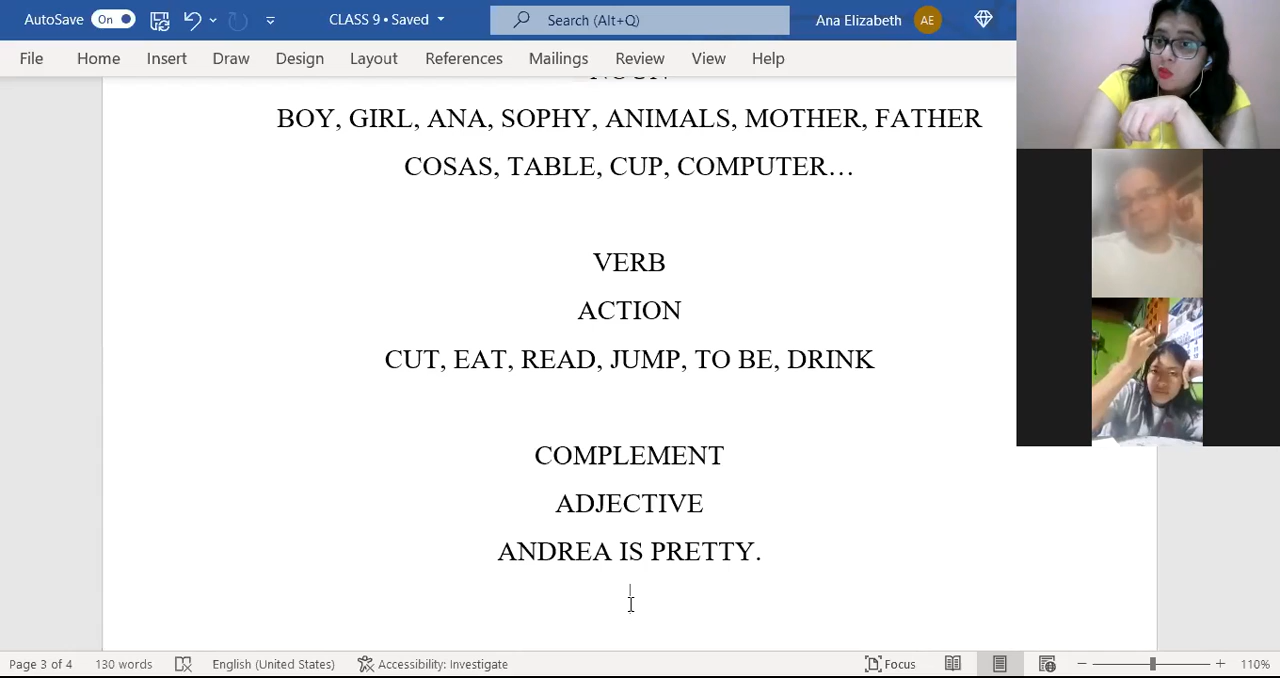 AutoSave On CLASS 9 • Saved Search (Alt+Q) Ana Elizabeth AE
File Home Insert Draw Design Layout References Mailings Review View Help
NOUN
BOY, GIRL, ANA, SOPHY, ANIMALS, MOTHER, FATHER
COSAS, TABLE, CUP, COMPUTER…
VERB
ACTION
CUT, EAT, READ, JUMP, TO BE, DRINK
COMPLEMENT
ADJECTIVE
ANDREA IS PRETTY.
Page 3 of 4 130 words English (United States) Accessibility: Investigate Focus 110%